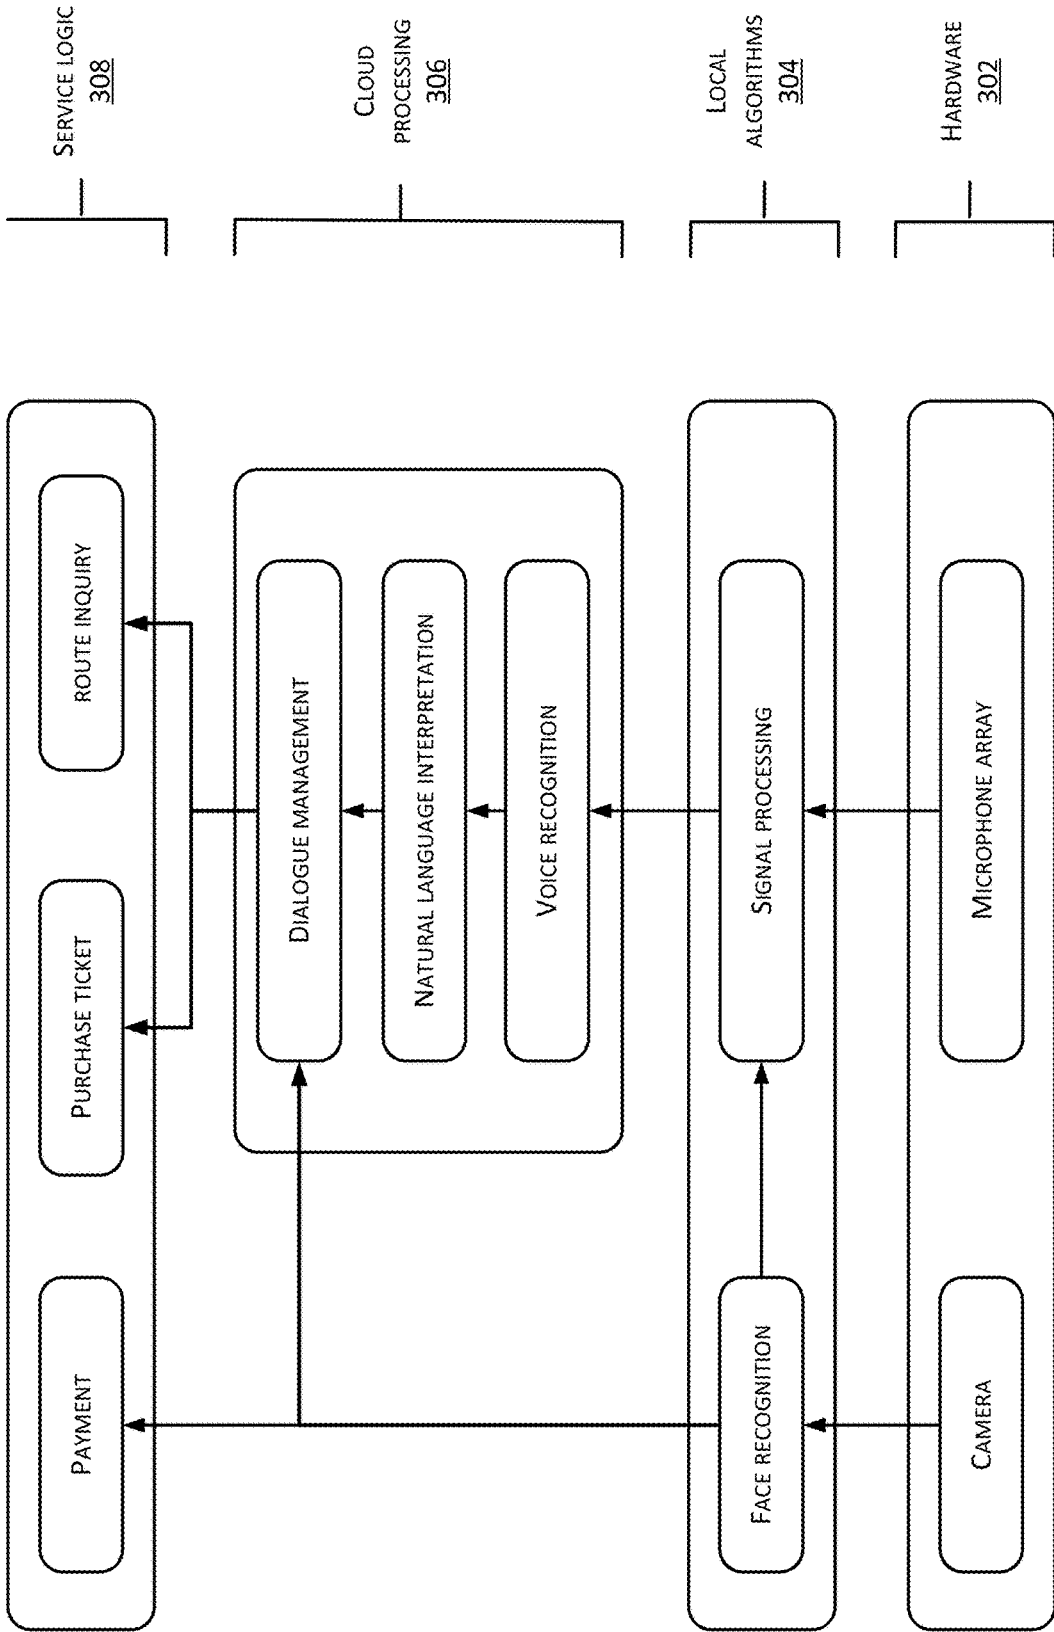 PAYMENT
PURCHASE TICKET
ROUTE INQUIRY
SERVICE LOGIC
308
DIALOGUE MANAGEMENT
NATURAL LANGUAGE INTERPRETATION
VOICE RECOGNITION
CLOUD
PROCESSING
306
FACE RECOGNITION
SIGNAL PROCESSING
LOCAL
ALGORITHMS
304
CAMERA
MICROPHONE ARRAY
HARDWARE
302